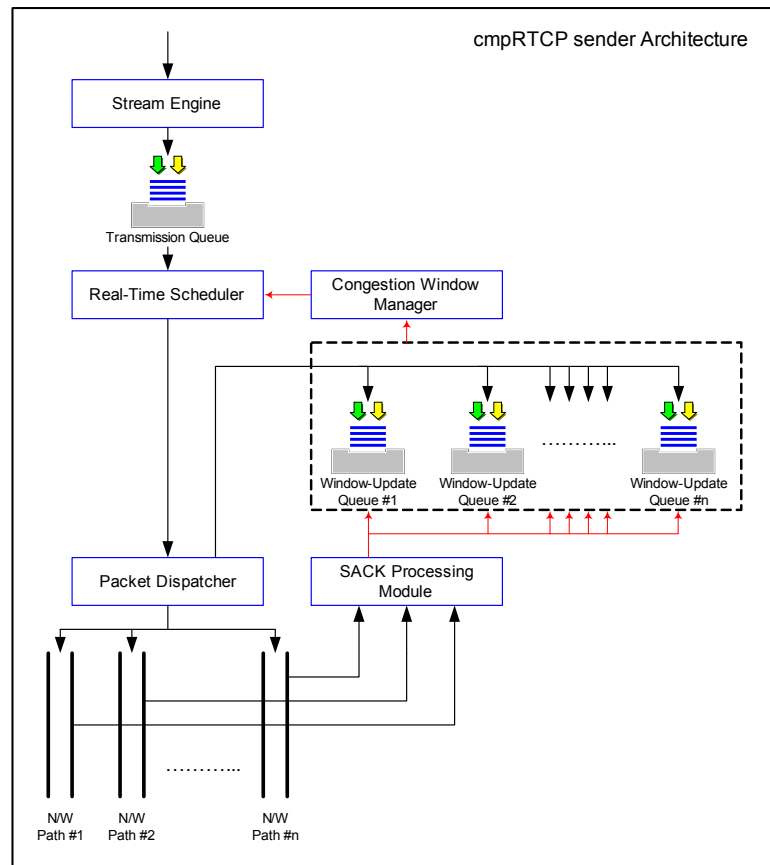 cmpRTCP sender Architecture
Stream Engine
Transmission Queue
Real-Time Scheduler
Congestion Window
Manager
Window-Update
Queue #1
Window-Update
Queue #2
...........
Window-Update
Queue #n
Packet Dispatcher
SACK Processing
Module
...........
N/W
Path #1
N/W
Path #2
N/W
Path #n